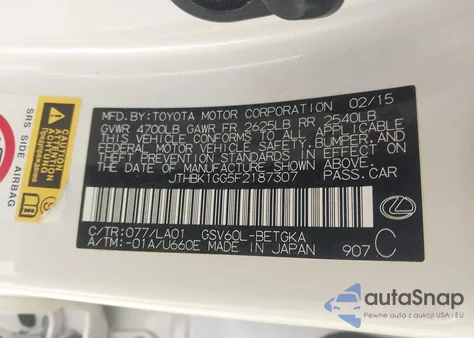 MFD. BY: TOYOTA MOTOR CORPORATION 02/15
GVWR 4700LB GAWR FR 2625LB RR 2540LB
THIS VEHICLE CONFORMS TO ALL APPLICABLE
FEDERAL MOTOR VEHICLE SAFETY, BUMPER, AND
THEFT PREVENTION STANDARDS IN EFFECT ON
THE DATE OF MANUFACTURE SHOWN ABOVE.
JTHBK1GG5F2187307 PASS.CAR
C/TR: 077/LA01 GSV60L-BETGKA
A/TM: -01A/U660E MADE IN JAPAN 907 C
SRS SIDE AIRBAG
ACHTUNG
autoSnap
Pewne auta z aukcji USA i EU